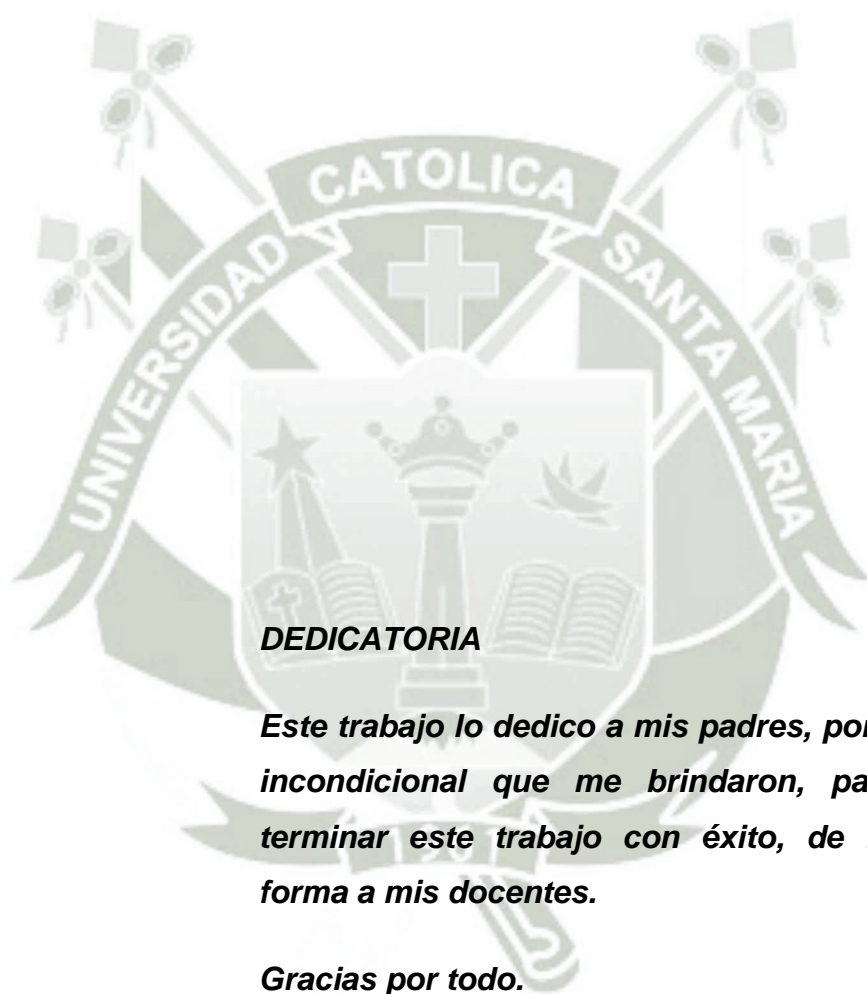 CATOLICA
UNIVERSIDAD
SANTA MARIA
DEDICATORIA
Este trabajo lo dedico a mis padres, por
incondicional que me brindaron, pa
terminar este trabajo con éxito, de
forma a mis docentes.
Gracias por todo.